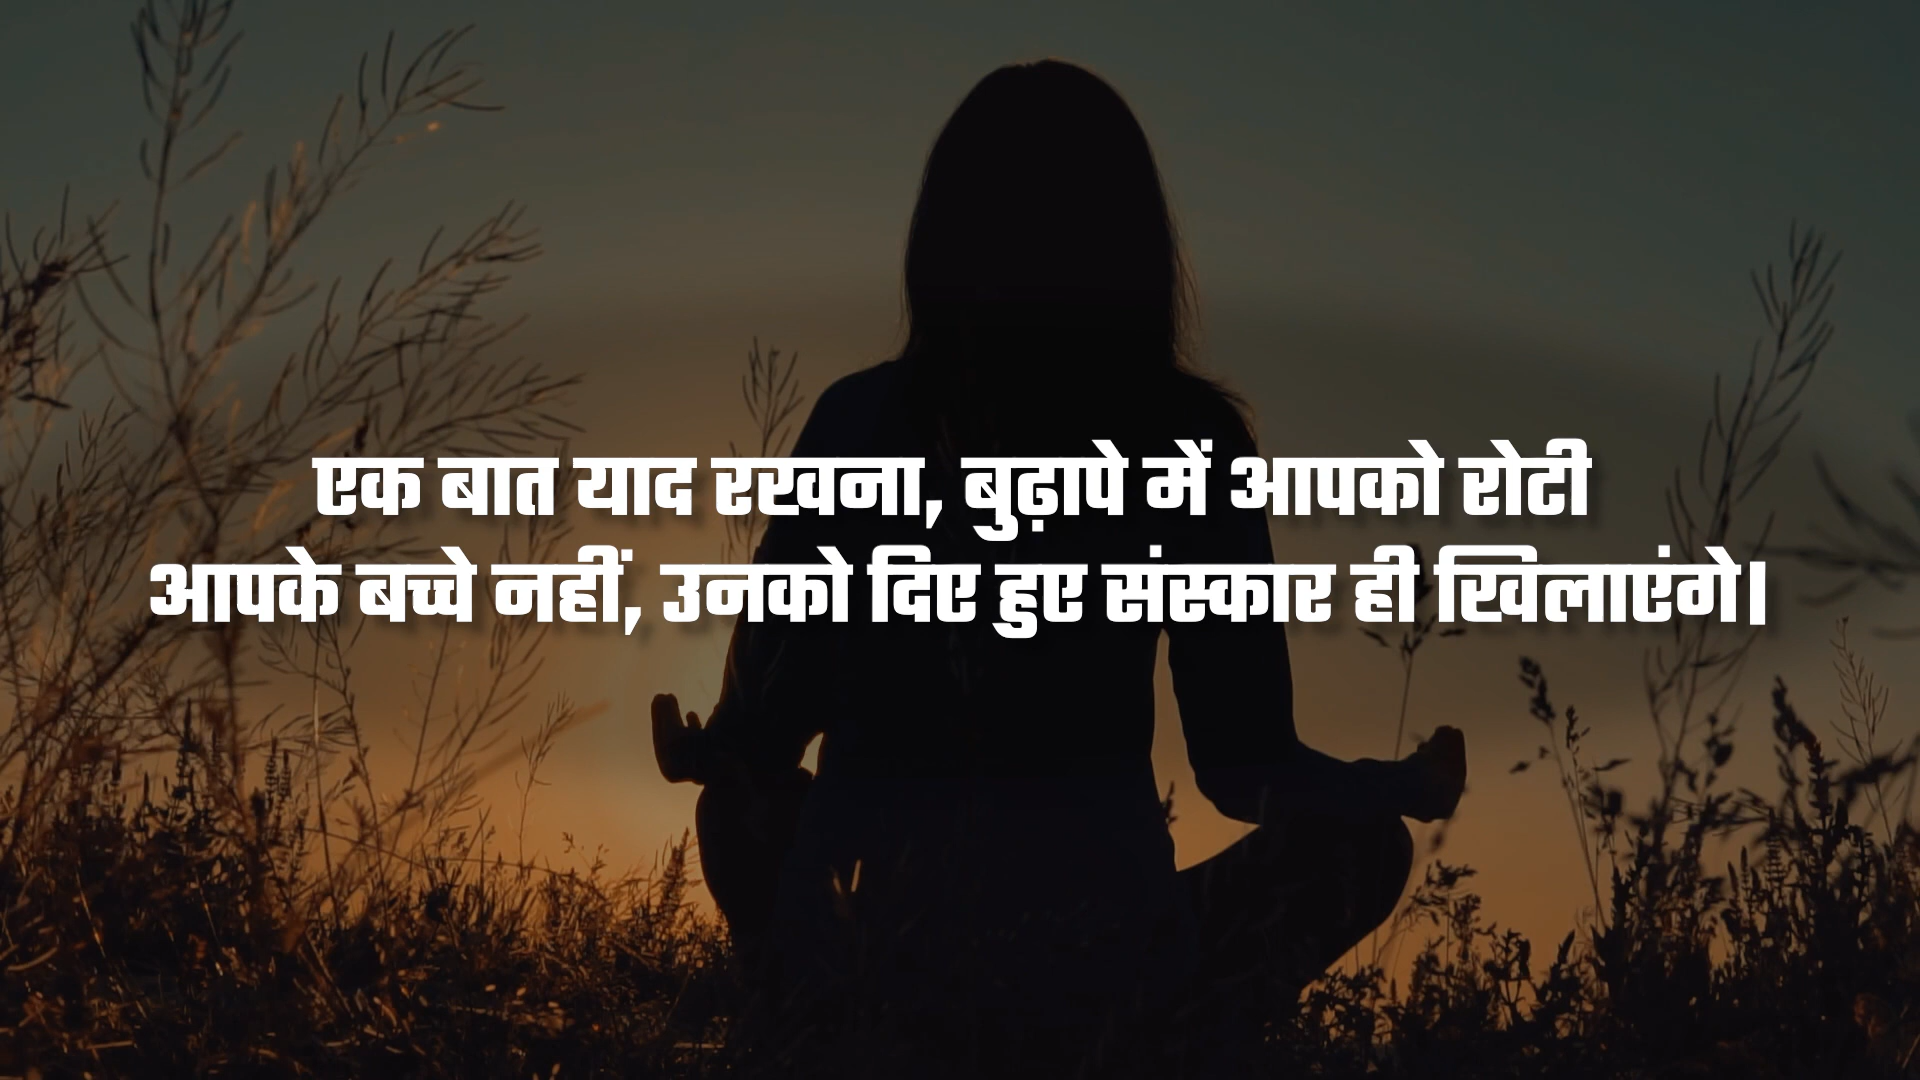 एक बात याद रखना, बुढ़ापे में आपको रोटी
आपके बच्चे नहीं, उनको दिए हुए संस्कार ही खिलाएंगे।